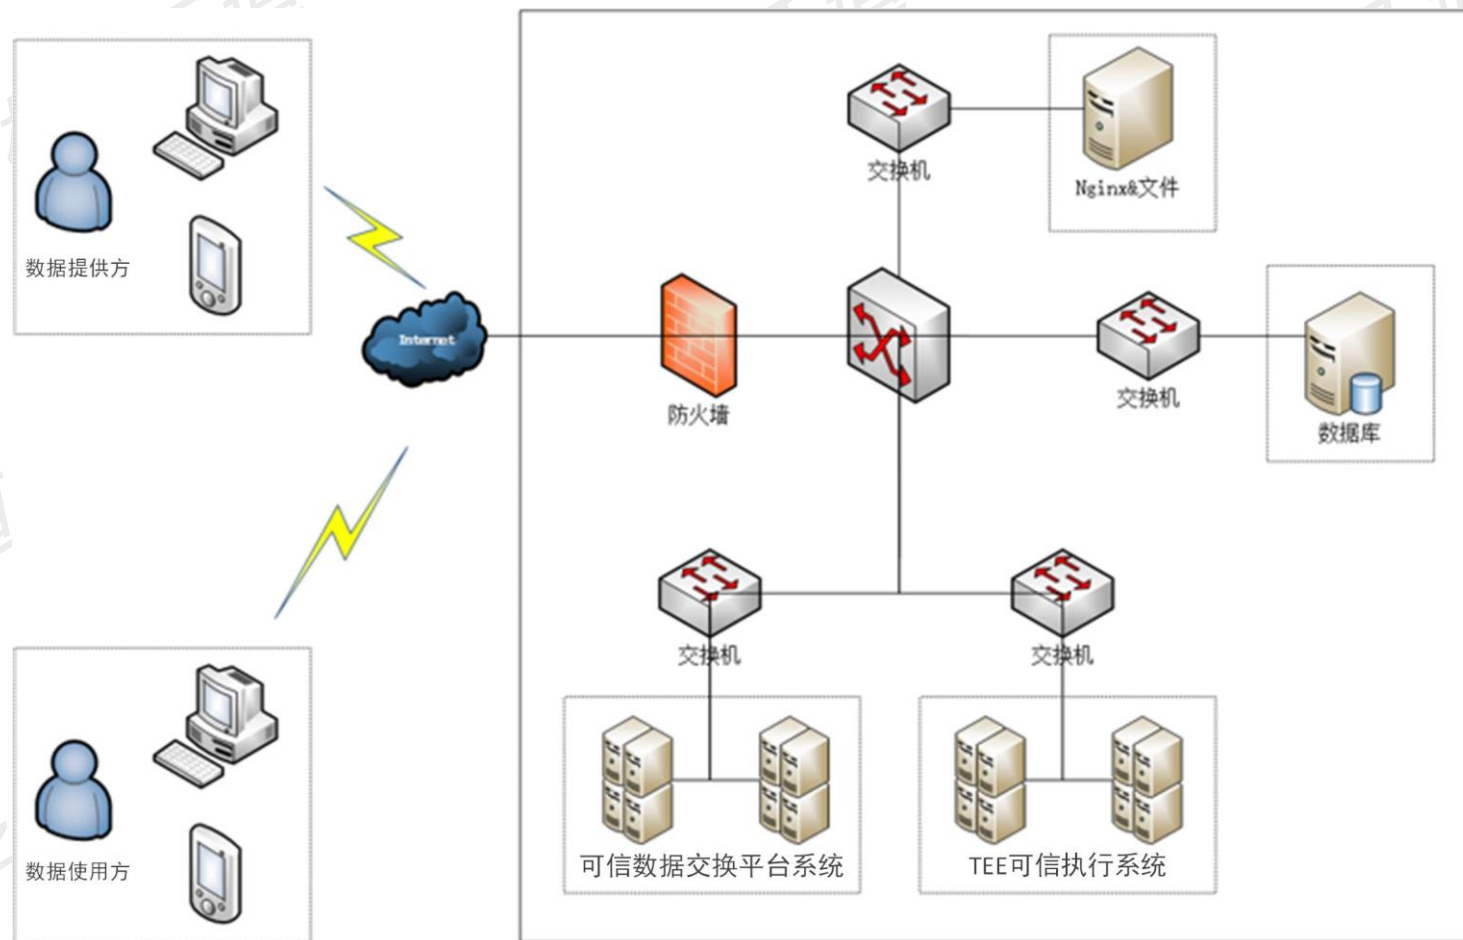 交换机
Nginx&文件
数据提供方
Internet
防火墙
交换机
数据库
交换机
交换机
数据使用方
可信数据交换平台系统
TEE可信执行系统